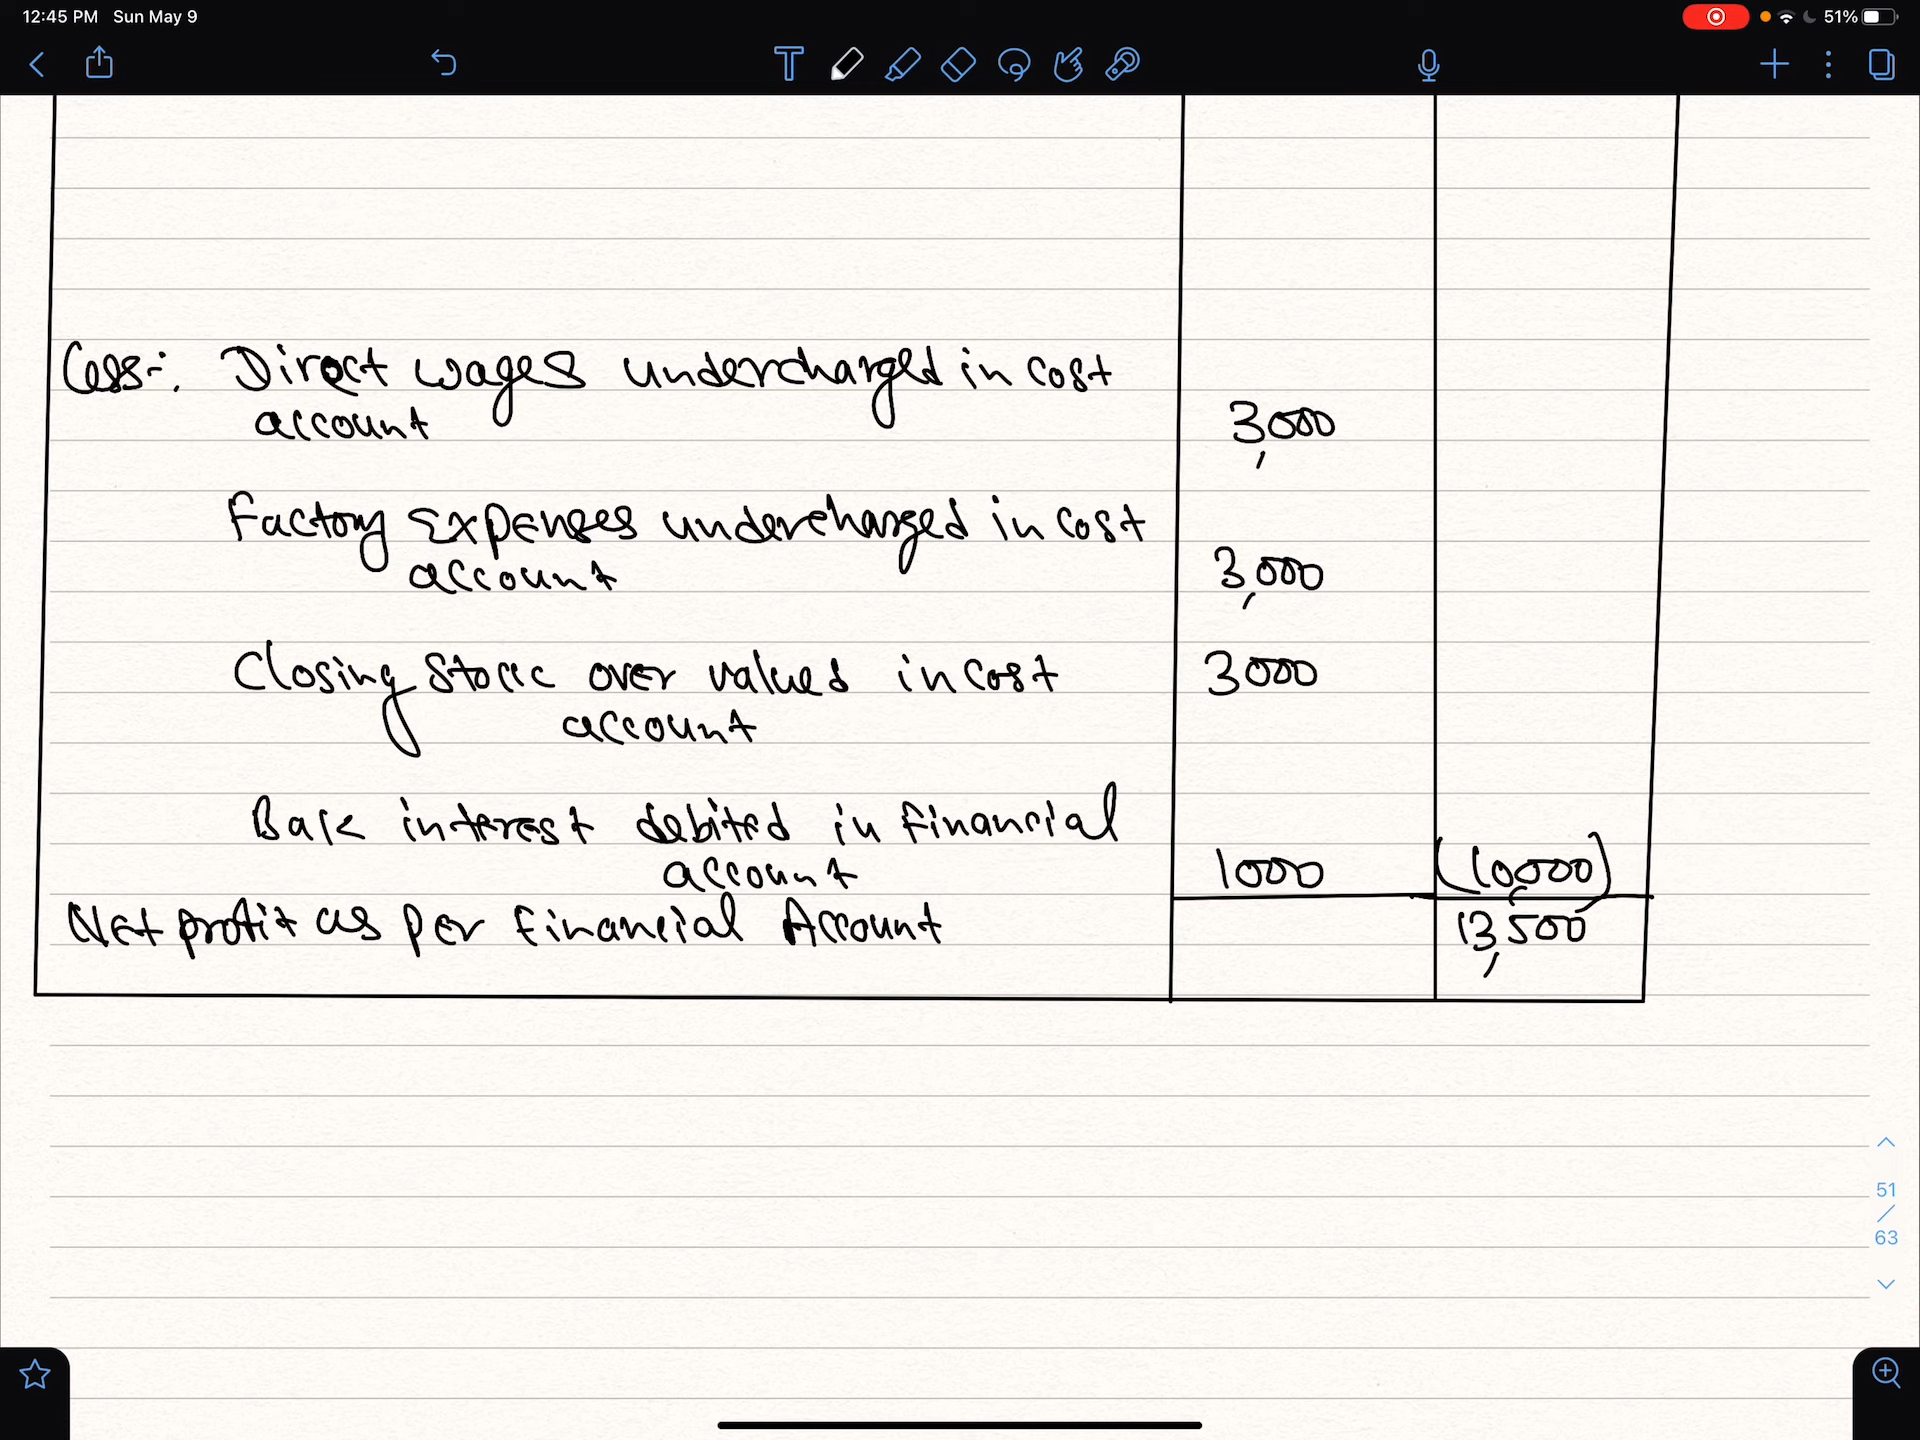 12:45 PM Sun May 9
51%
Less:- Direct wages undercharged in cost
account 3,000
Factory Expenses undercharged in cost
account 3,000
Closing Stock over valued in cost 3000
account
Bank interest debited in financial
account 1000 (10,000)
Net profit as per Financial Account 13,500
51
/
63